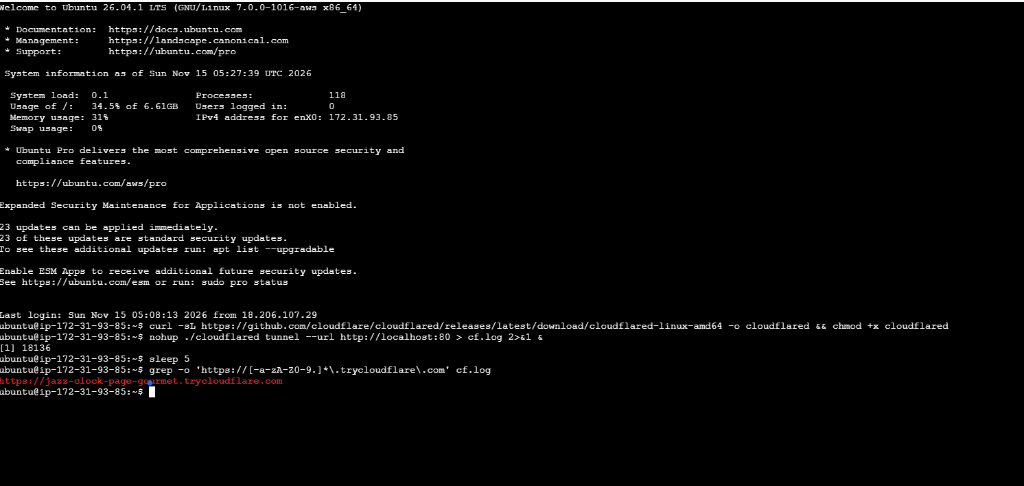 Welcome to Ubuntu 26.04.1 LTS (GNU/Linux 7.0.0-1016-aws x86_64)
* Documentation: https://docs.ubuntu.com
* Management: https://landscape.canonical.com
* Support: https://ubuntu.com/pro
System information as of Sun Nov 15 05:27:39 UTC 2026
System load: 0.1 Processes: 118
Usage of /: 34.5% of 6.61GB Users logged in: 0
Memory usage: 31% IPv4 address for enX0: 172.31.93.85
Swap usage: 0%
* Ubuntu Pro delivers the most comprehensive open source security and
compliance features.
https://ubuntu.com/aws/pro
Expanded Security Maintenance for Applications is not enabled.
23 updates can be applied immediately.
23 of these updates are standard security updates.
To see these additional updates run: apt list --upgradable
Enable ESM Apps to receive additional future security updates.
See https://ubuntu.com/esm or run: sudo pro status
Last login: Sun Nov 15 05:08:13 2026 from 18.206.107.29
ubuntu@ip-172-31-93-85:~$ curl -sL https://github.com/cloudflare/cloudflared/releases/latest/download/cloudflared-linux-amd64 -o cloudflared && chmod +x cloudflared
ubuntu@ip-172-31-93-85:~$ nohup ./cloudflared tunnel --url http://localhost:80 > cf.log 2>&1 &
[1] 18136
ubuntu@ip-172-31-93-85:~$ sleep 5
ubuntu@ip-172-31-93-85:~$ grep -o 'https://[-a-zA-Z0-9.]*\.trycloudflare\.com' cf.log
https://jazz-clock-page-gourmet.trycloudflare.com
ubuntu@ip-172-31-93-85:~$